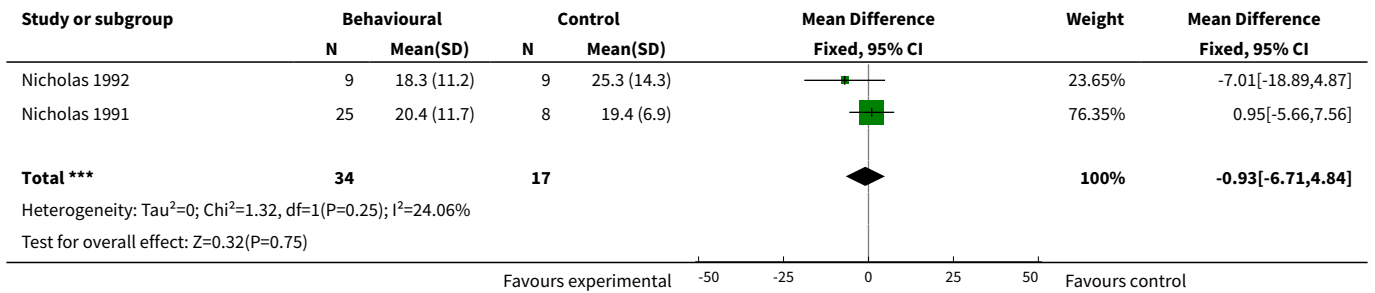 Study or subgroup Behavioural Control Mean Difference Weight Mean Difference
N Mean(SD) N Mean(SD) Fixed, 95% CI Fixed, 95% CI
Nicholas 1992 9 18.3 (11.2) 9 25.3 (14.3) 23.65% -7.01[-18.89,4.87]
Nicholas 1991 25 20.4 (11.7) 8 19.4 (6.9) 76.35% 0.95[-5.66,7.56]
Total *** 34 17 100% -0.93[-6.71,4.84]
Heterogeneity: Tau²=0; Chi²=1.32, df=1(P=0.25); I²=24.06%
Test for overall effect: Z=0.32(P=0.75)
Favours experimental -50 -25 0 25 50 Favours control